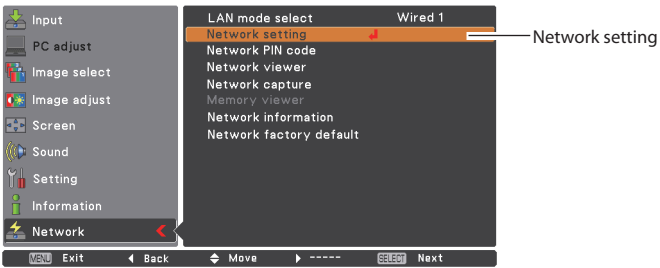 Input
PC adjust
Image select
Image adjust
Screen
Sound
Setting
Information
Network
LAN mode select Wired 1
Network setting
Network PIN code
Network viewer
Network capture
Memory viewer
Network information
Network factory default
Network setting
MENU Exit Back Move ----- SELECT Next